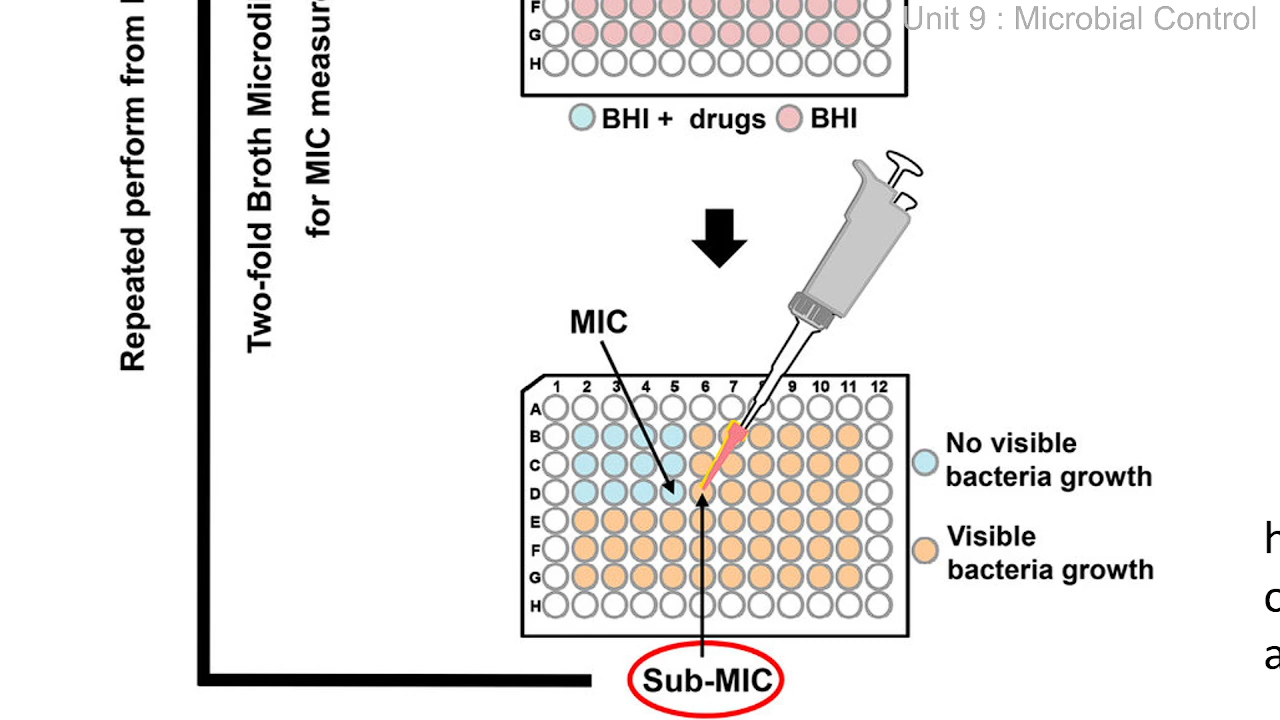 Unit 9 : Microbial Control
F
G
H
BHI + drugs BHI
Repeated perform from
Two-fold Broth Microdi
for MIC measure
MIC
1 2 3 4 5 6 7 8 9 10 11 12
A
B
C
D
E
F
G
H
No visible
bacteria growth
Visible
bacteria growth
Sub-MIC